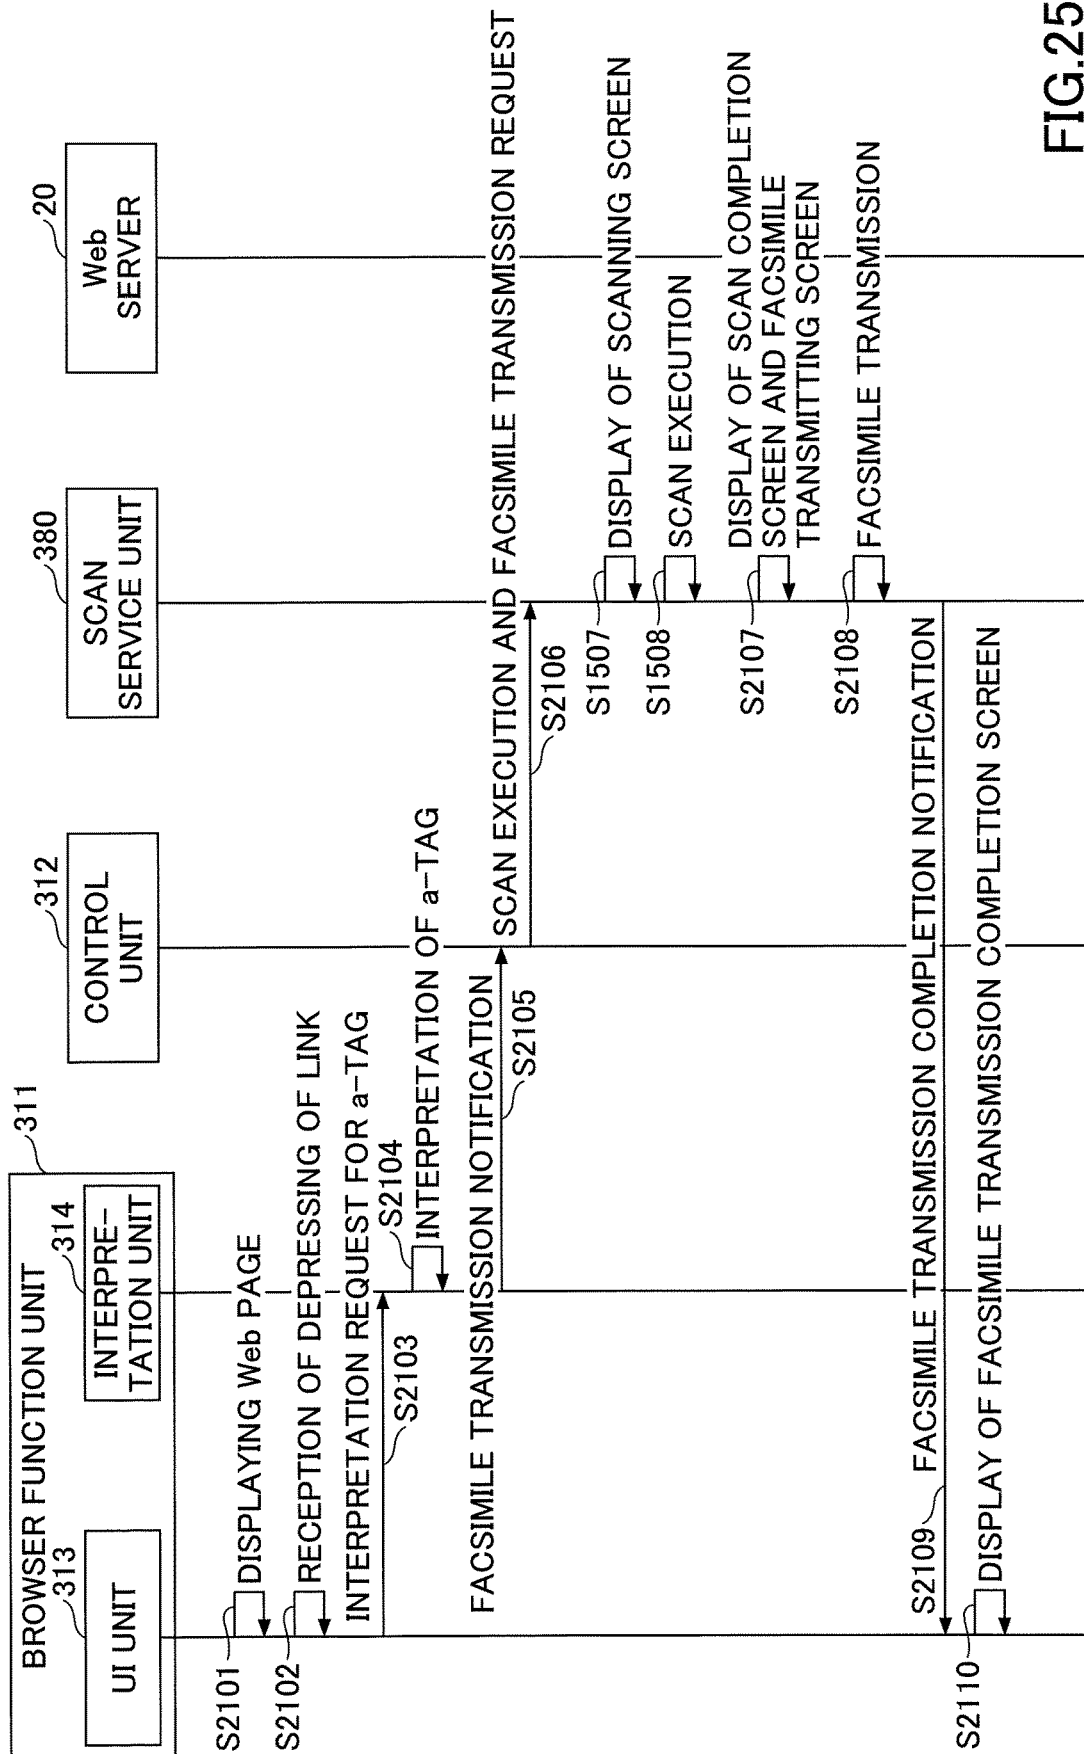 BROWSER FUNCTION UNIT
311
UI UNIT
313
INTERPRE-
TATION UNIT
314
CONTROL
UNIT
312
SCAN
SERVICE UNIT
380
Web
SERVER
20
S2101
DISPLAYING Web PAGE
S2102
RECEPTION OF DEPRESSING OF LINK
INTERPRETATION REQUEST FOR a-TAG
S2103
S2104
INTERPRETATION OF a-TAG
FACSIMILE TRANSMISSION NOTIFICATION
S2105
SCAN EXECUTION AND FACSIMILE TRANSMISSION REQUEST
S2106
S1507
DISPLAY OF SCANNING SCREEN
S1508
SCAN EXECUTION
S2107
DISPLAY OF SCAN COMPLETION
SCREEN AND FACSIMILE
TRANSMITTING SCREEN
S2108
FACSIMILE TRANSMISSION
S2109
FACSIMILE TRANSMISSION COMPLETION NOTIFICATION
S2110
DISPLAY OF FACSIMILE TRANSMISSION COMPLETION SCREEN
FIG.25